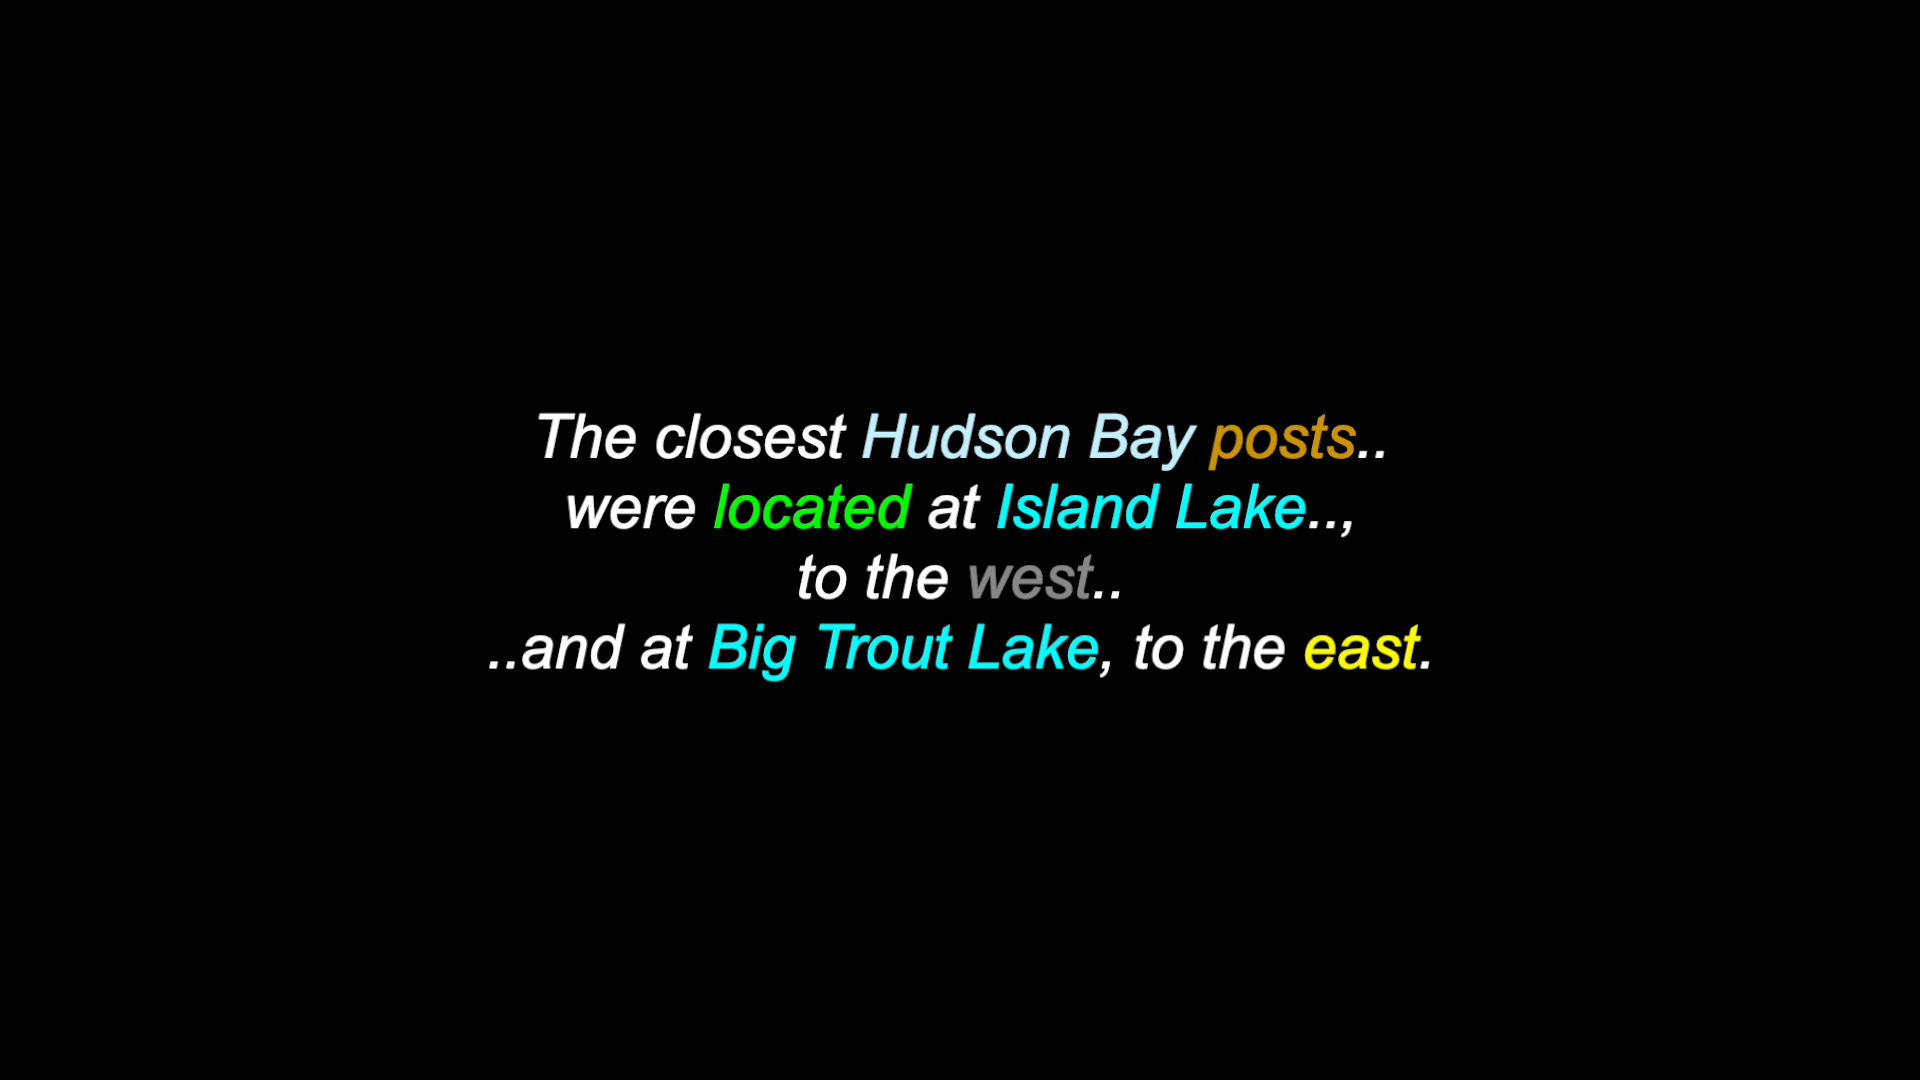 The closest Hudson Bay posts..
were located at Island Lake..,
to the west..
..and at Big Trout Lake, to the east.